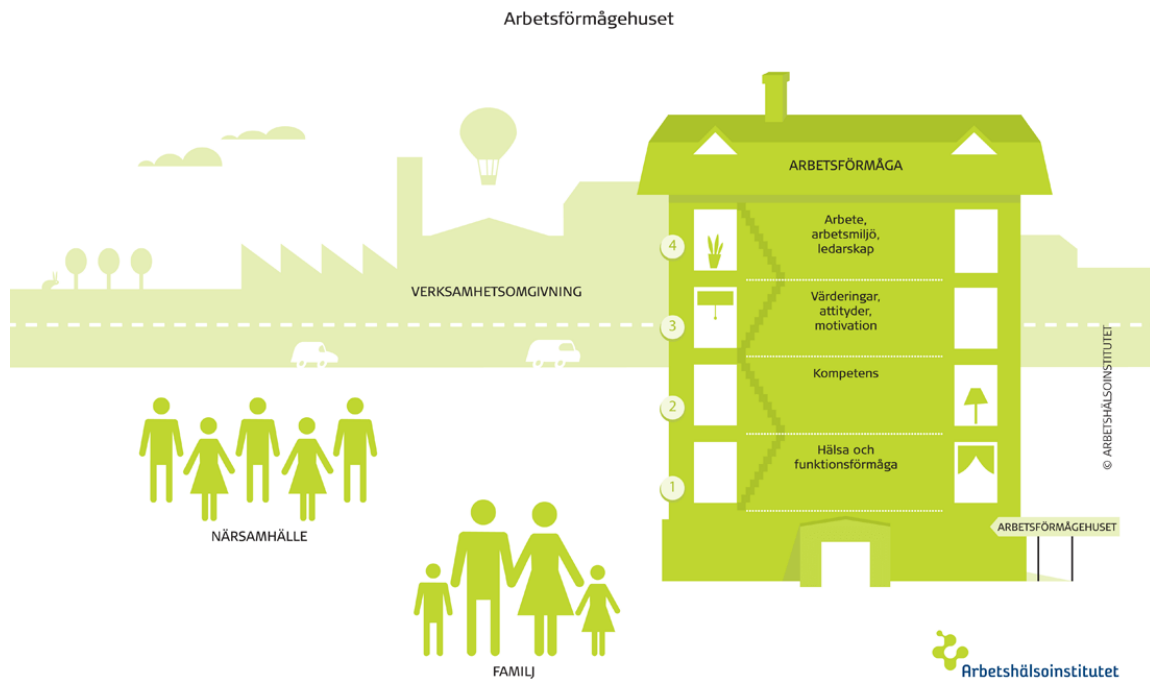 Arbetsförmågehuset
ARBETSFÖRMÅGA
4
Arbete,
arbetsmiljö,
ledarskap
VERKSAMHETSOMGIVNING
3
Värderingar,
attityder,
motivation
2
Kompetens
1
Hälsa och
funktionsförmåga
© ARBETSHÄLSOINSTITUTET
ARBETSFÖRMÅGEHUSET
NÄRSAMHÄLLE
FAMILJ
Arbetshälsoinstitutet